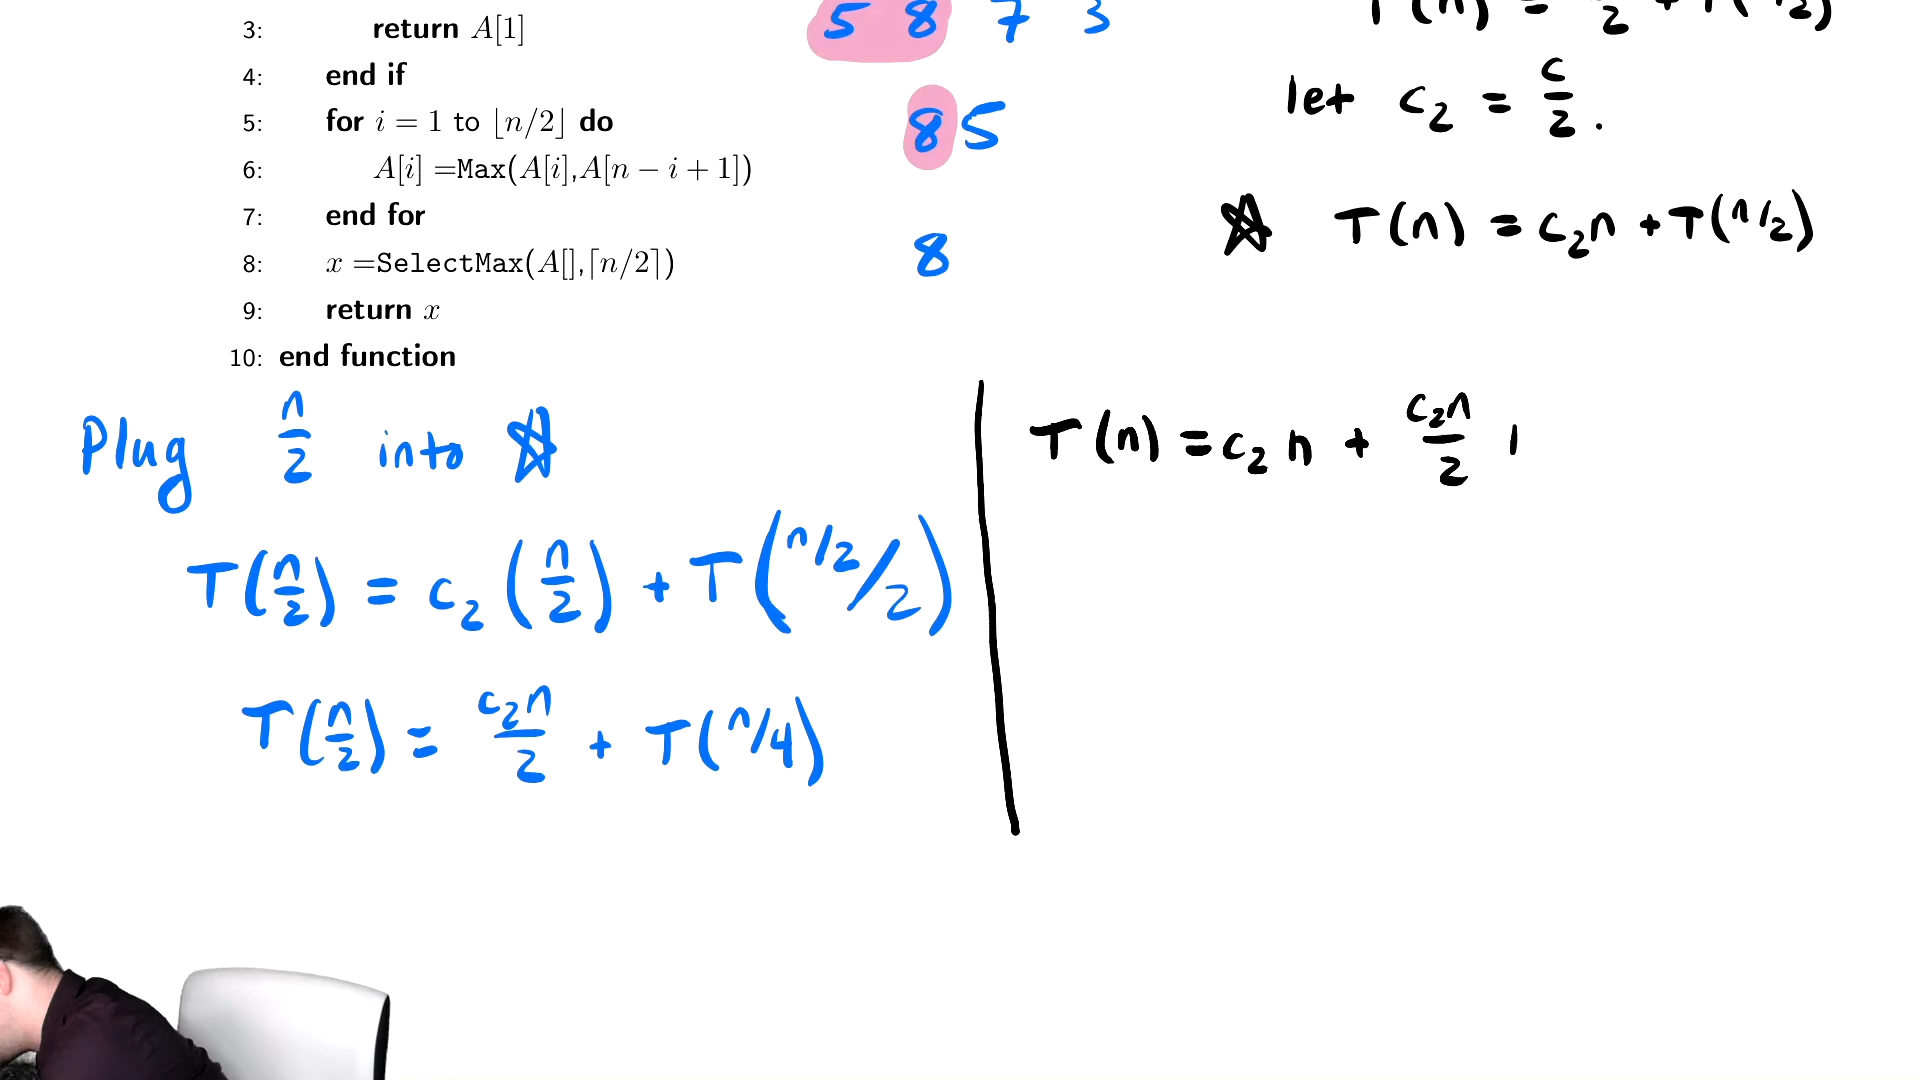 3: return A[1]
4: end if
5: for i = 1 to ⌊n/2⌋ do
6: A[i] =Max(A[i],A[n − i + 1])
7: end for
8: x =SelectMax(A[],⌈n/2⌉)
9: return x
10: end function
5 8 7 3
8 5
8
let c₂ = c/2.
☆ T(n) = c₂n + T(n/2)
Plug n/2 into ☆
T(n/2) = c₂(n/2) + T(n/2/2)
T(n/2) = c₂n/2 + T(n/4)
T(n) = c₂ n + c₂n/2